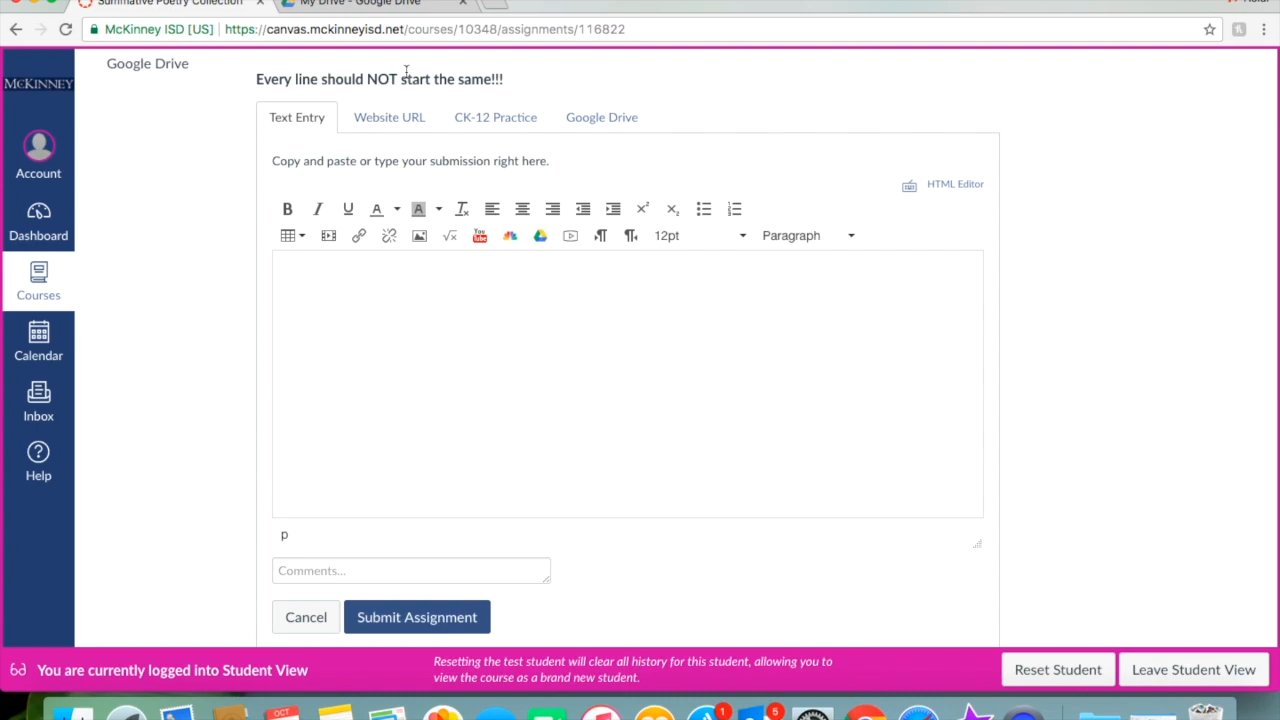 Summative Poetry Collection
My Drive - Google Drive
McKinney ISD [US] https://canvas.mckinneyisd.net/courses/10348/assignments/116822
MCKINNEY
Account
Dashboard
Courses
Calendar
Inbox
Help
Google Drive
Every line should NOT start the same!!!
Text Entry Website URL CK-12 Practice Google Drive
Copy and paste or type your submission right here.
HTML Editor
B I U A A
12pt Paragraph
p
Comments...
Cancel Submit Assignment
You are currently logged into Student View
Resetting the test student will clear all history for this student, allowing you to
view the course as a brand new student.
Reset Student Leave Student View
OCT 1 5